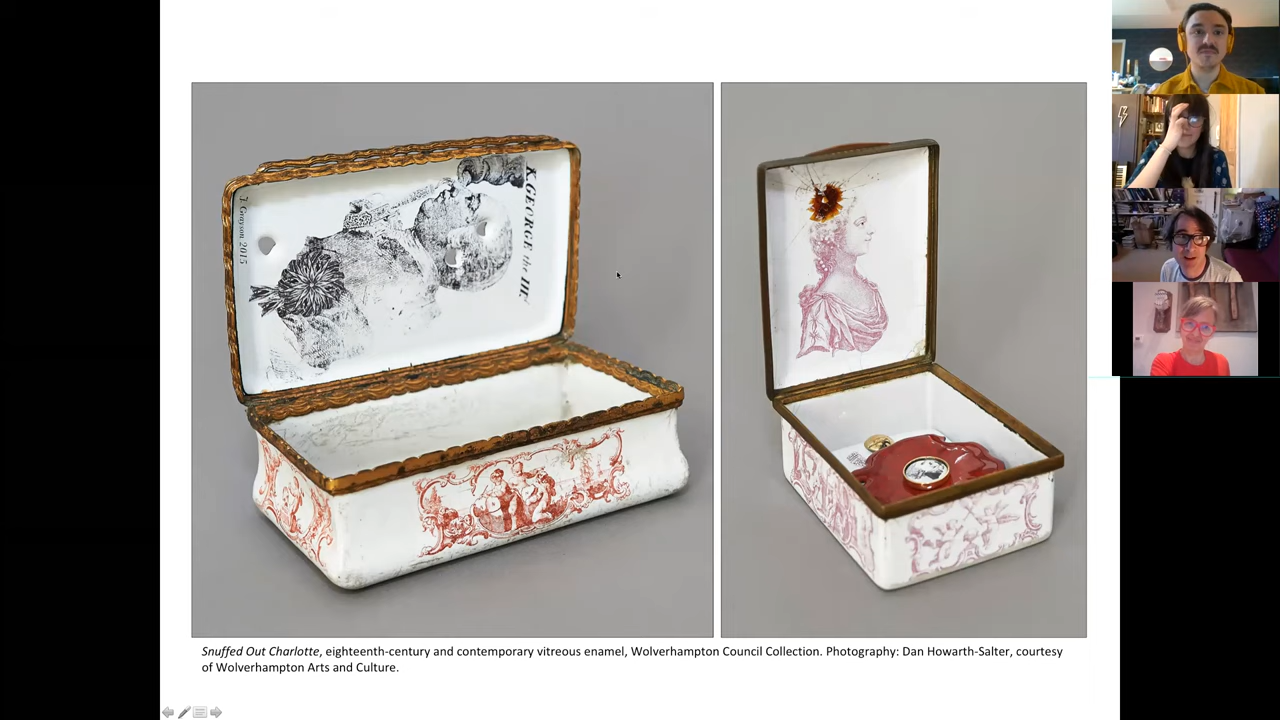 K.GEORGE the III
J. Grayson 2015
Snuffed Out Charlotte, eighteenth-century and contemporary vitreous enamel, Wolverhampton Council Collection. Photography: Dan Howarth-Salter, courtesy
of Wolverhampton Arts and Culture.